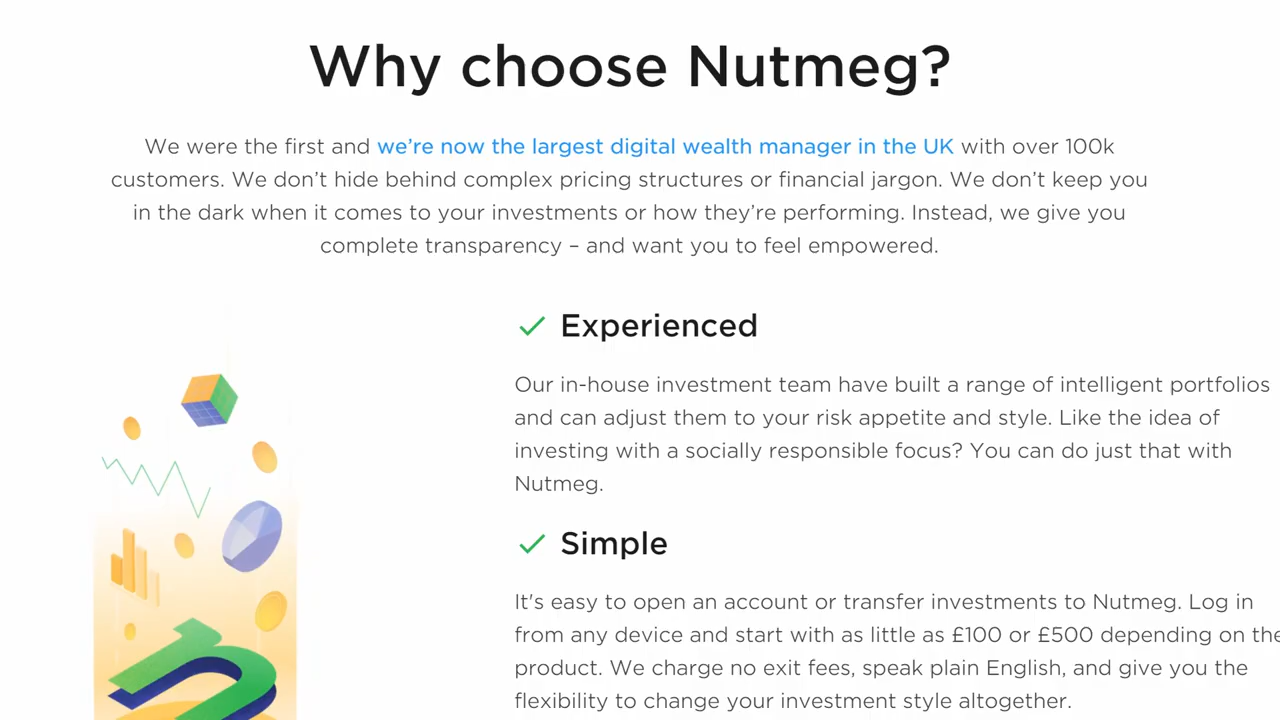 Why choose Nutmeg?
We were the first and we’re now the largest digital wealth manager in the UK with over 100k
customers. We don’t hide behind complex pricing structures or financial jargon. We don’t keep you
in the dark when it comes to your investments or how they’re performing. Instead, we give you
complete transparency – and want you to feel empowered.
Experienced
Our in-house investment team have built a range of intelligent portfolios
and can adjust them to your risk appetite and style. Like the idea of
investing with a socially responsible focus? You can do just that with
Nutmeg.
Simple
It's easy to open an account or transfer investments to Nutmeg. Log in
from any device and start with as little as £100 or £500 depending on the
product. We charge no exit fees, speak plain English, and give you the
flexibility to change your investment style altogether.